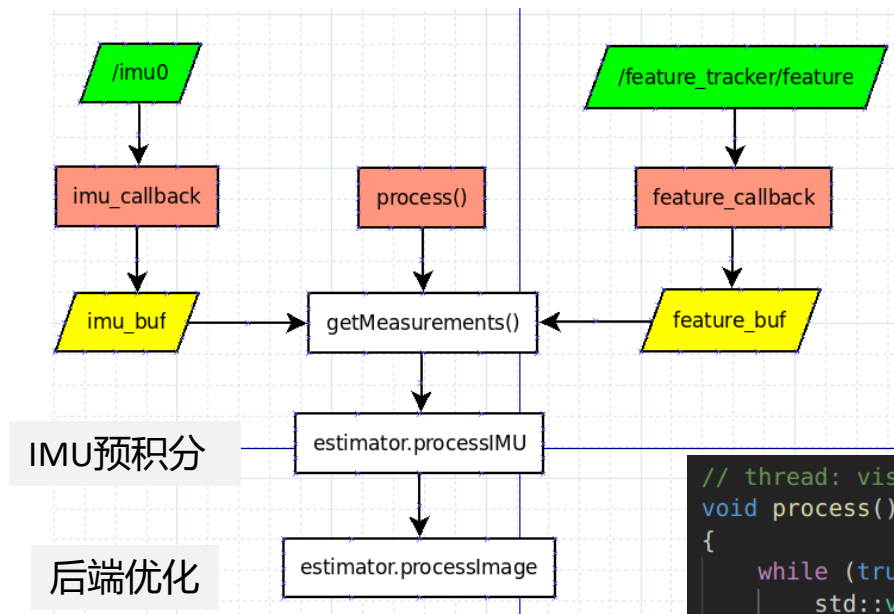 /imu0
/feature_tracker/feature
imu_callback
process()
feature_callback
imu_buf
getMeasurements()
feature_buf
IMU预积分
estimator.processIMU
后端优化
estimator.processImage
// thread: vis
void process()
{
while (tru
std::v